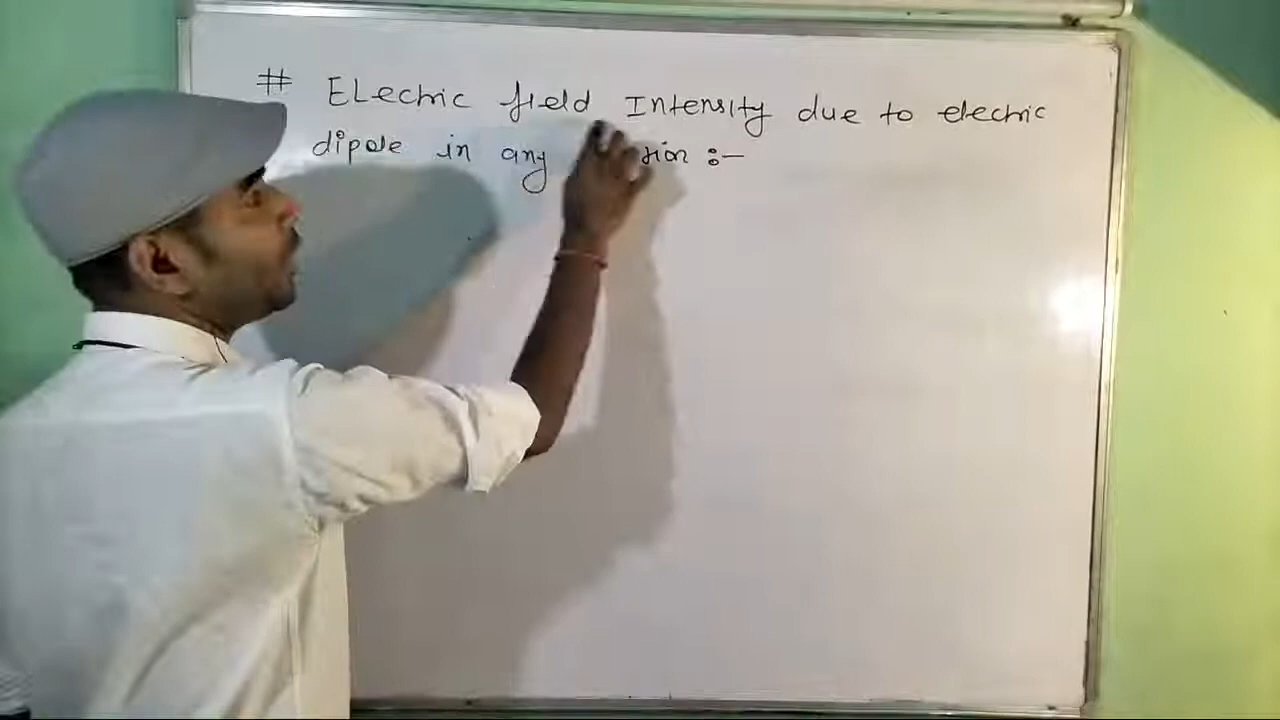 # Electric field Intensity due to electric
dipole in any :-